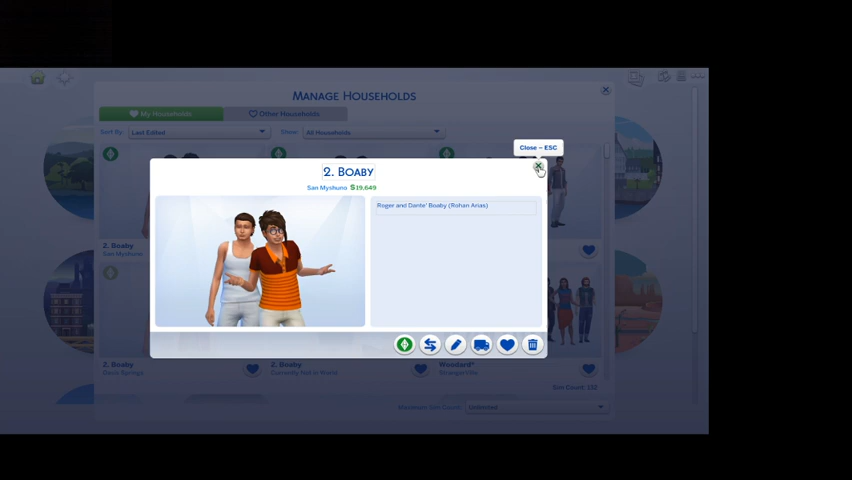 MANAGE HOUSEHOLDS
My Households
Other Households
Sort By:
Last Edited
Show:
All Households
Close – ESC
2. BOABY
San Myshuno $19,649
Roger and Dante' Boaby (Rohan Arias)
2. Boaby
San Myshuno
2. Boaby
Oasis Springs
2. Boaby
Currently Not in World
Woodard*
Strangerville
Sim Count: 132
Maximum Sim Count:
Unlimited